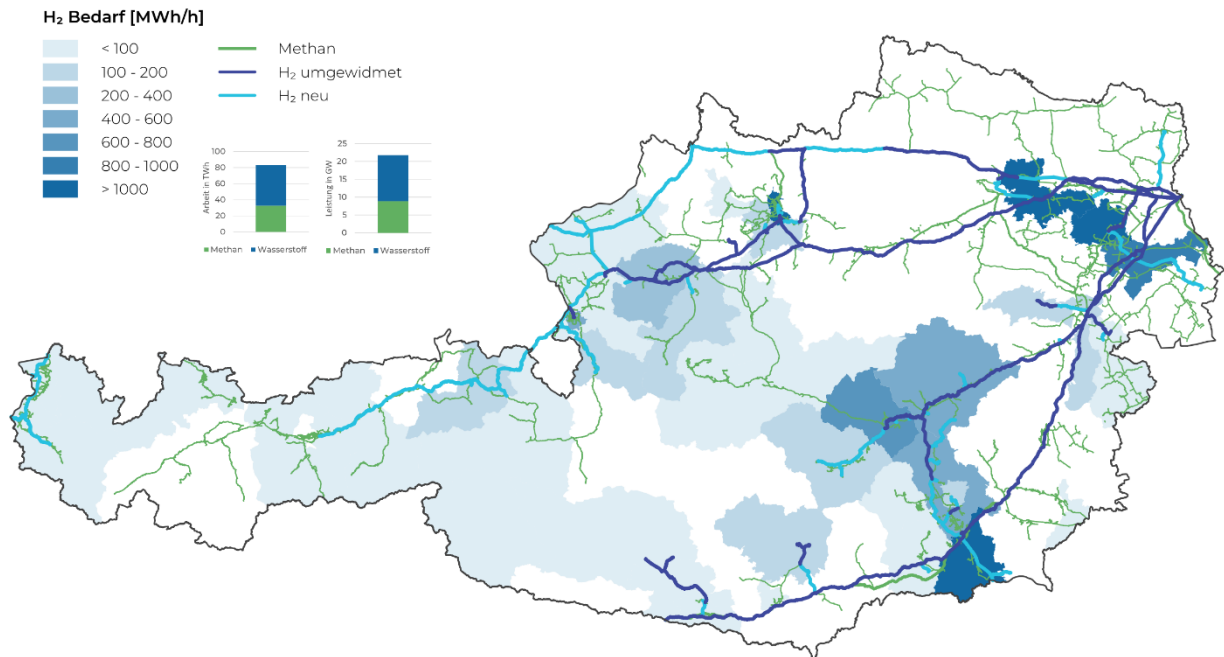 H₂ Bedarf [MWh/h]
< 100
100 - 200
200 - 400
400 - 600
600 - 800
800 - 1000
> 1000
Methan
H₂ umgewidmet
H₂ neu
Arbeit in TWh
100
80
60
40
20
0
Methan Wasserstoff
Leistung in GW
25
20
15
10
5
0
Methan Wasserstoff